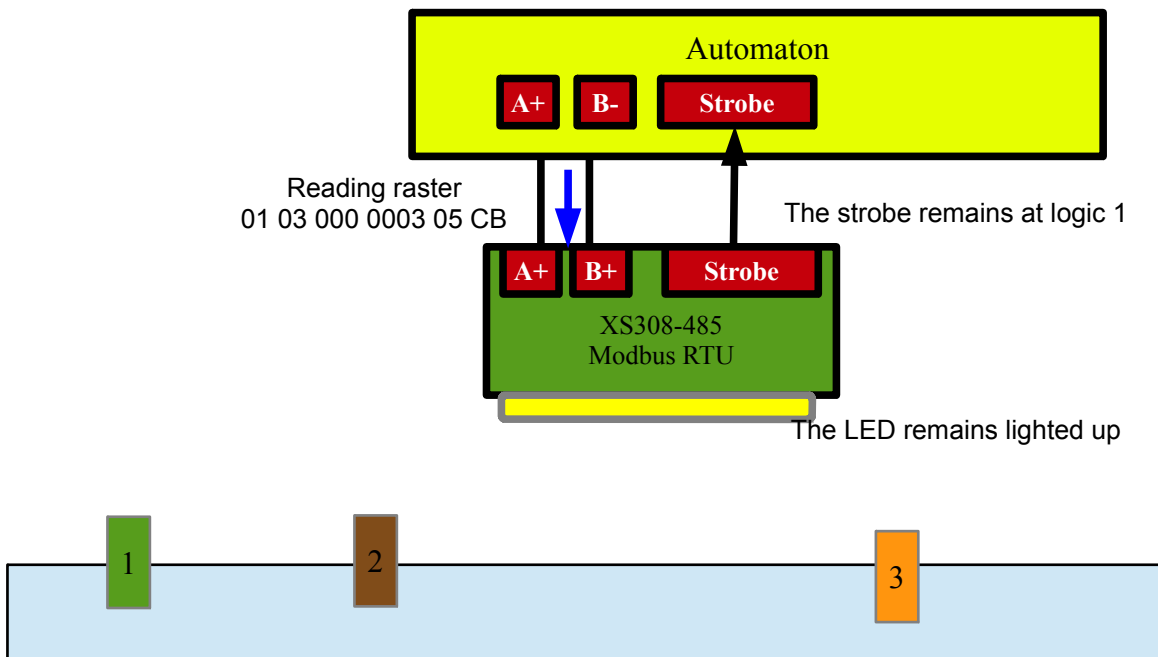 Automaton
A+ B- Strobe
Reading raster
01 03 000 0003 05 CB
The strobe remains at logic 1
A+ B+ Strobe
XS308-485
Modbus RTU
The LED remains lighted up
1 2 3